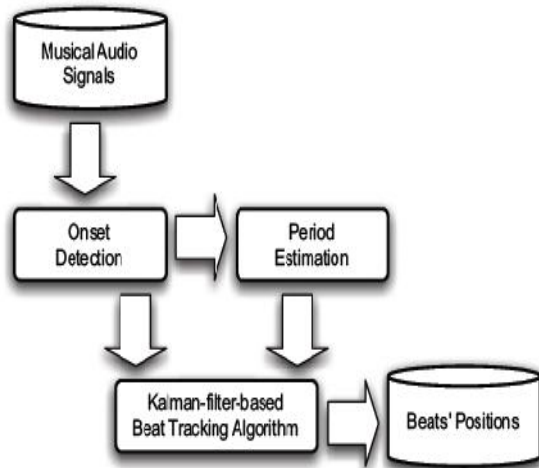 Musical Audio
Signals
Onset
Detection
Period
Estimation
Kalman-filter-based
Beat Tracking Algorithm
Beats' Positions